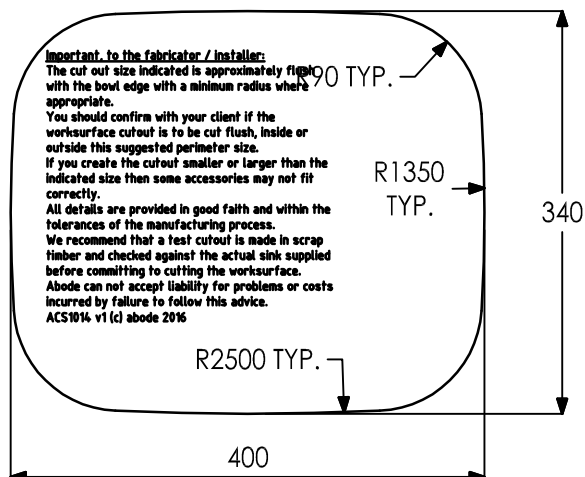 Important, to the fabricator / installer:
The cut out size indicated is approximately flush
with the bowl edge with a minimum radius where
appropriate.
You should confirm with your client if the
worksurface cutout is to be cut flush, inside or
outside this suggested perimeter size.
If you create the cutout smaller or larger than the
indicated size then some accessories may not fit
correctly.
All details are provided in good faith and within the
tolerances of the manufacturing process.
We recommend that a test cutout is made in scrap
timber and checked against the actual sink supplied
before committing to cutting the worksurface.
Abode can not accept liability for problems or costs
incurred by failure to follow this advice.
ACS1014 v1 (c) abode 2016
R90 TYP.
R1350
TYP.
340
R2500 TYP.
400